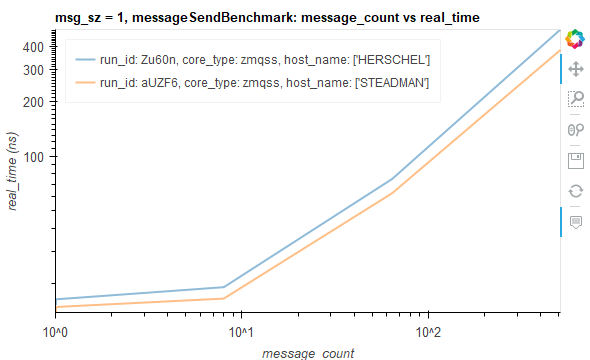 msg_sz = 1, messageSendBenchmark: message_count vs real_time
run_id: Zu60n, core_type: zmqss, host_name: ['HERSCHEL']
run_id: aUZF6, core_type: zmqss, host_name: ['STEADMAN']
real_time (ns)
400
300
200
100
10^0
10^1
10^2
message_count